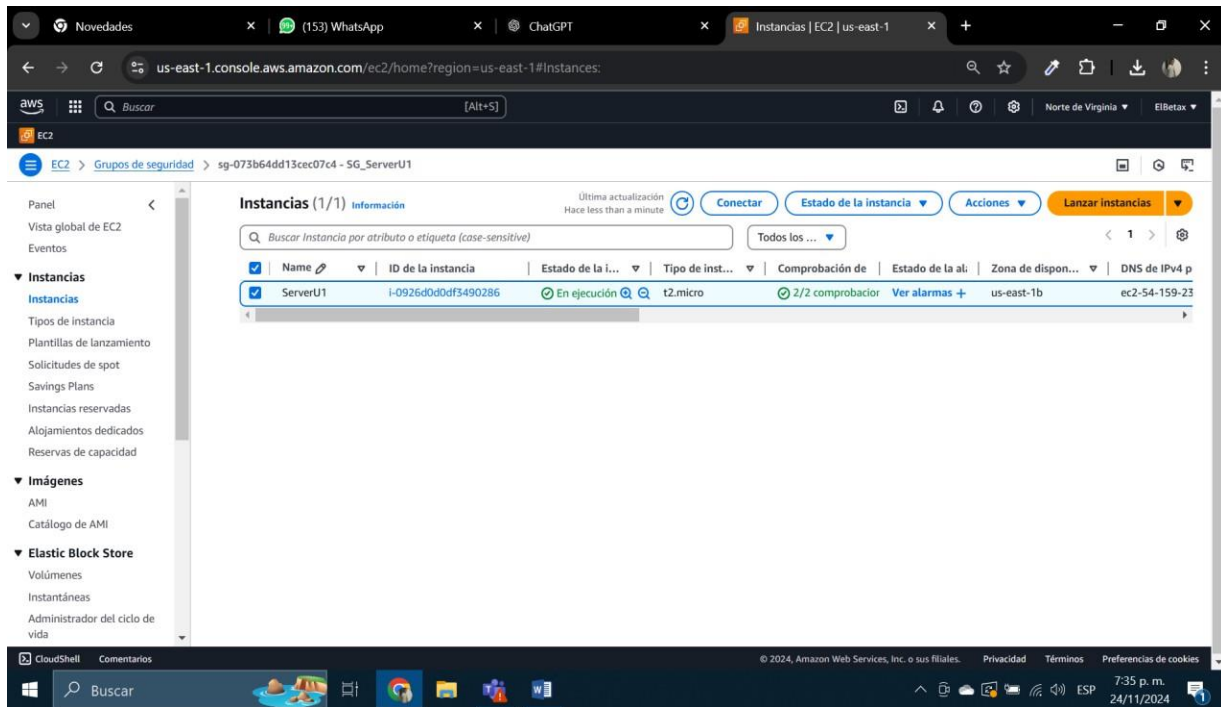 Novedades
(153) WhatsApp
ChatGPT
Instancias | EC2 | us-east-1
us-east-1.console.aws.amazon.com/ec2/home?region=us-east-1#Instances:
aws Buscar [Alt+S] Norte de Virginia ElBetax
EC2
EC2 > Grupos de seguridad > sg-073b64dd13cec07c4 - SG_ServerU1
Panel
Vista global de EC2
Eventos
Instancias
Instancias
Tipos de instancia
Plantillas de lanzamiento
Solicitudes de spot
Savings Plans
Instancias reservadas
Alojamientos dedicados
Reservas de capacidad
Imágenes
AMI
Catálogo de AMI
Elastic Block Store
Volúmenes
Instantáneas
Administrador del ciclo de
vida
Instancias (1/1) Información
Última actualización
Hace less than a minute
Conectar Estado de la instancia Acciones Lanzar instancias
Buscar Instancia por atributo o etiqueta (case-sensitive) Todos los ... 1
Name ID de la instancia Estado de la i... Tipo de inst... Comprobación de Estado de la al Zona de dispon... DNS de IPv4 p
ServerU1 i-0926d0d0df3490286 En ejecución t2.micro 2/2 comprobacior Ver alarmas + us-east-1b ec2-54-159-23
CloudShell Comentarios © 2024, Amazon Web Services, Inc. o sus filiales. Privacidad Términos Preferencias de cookies
Buscar ESP 7:35 p. m.
24/11/2024